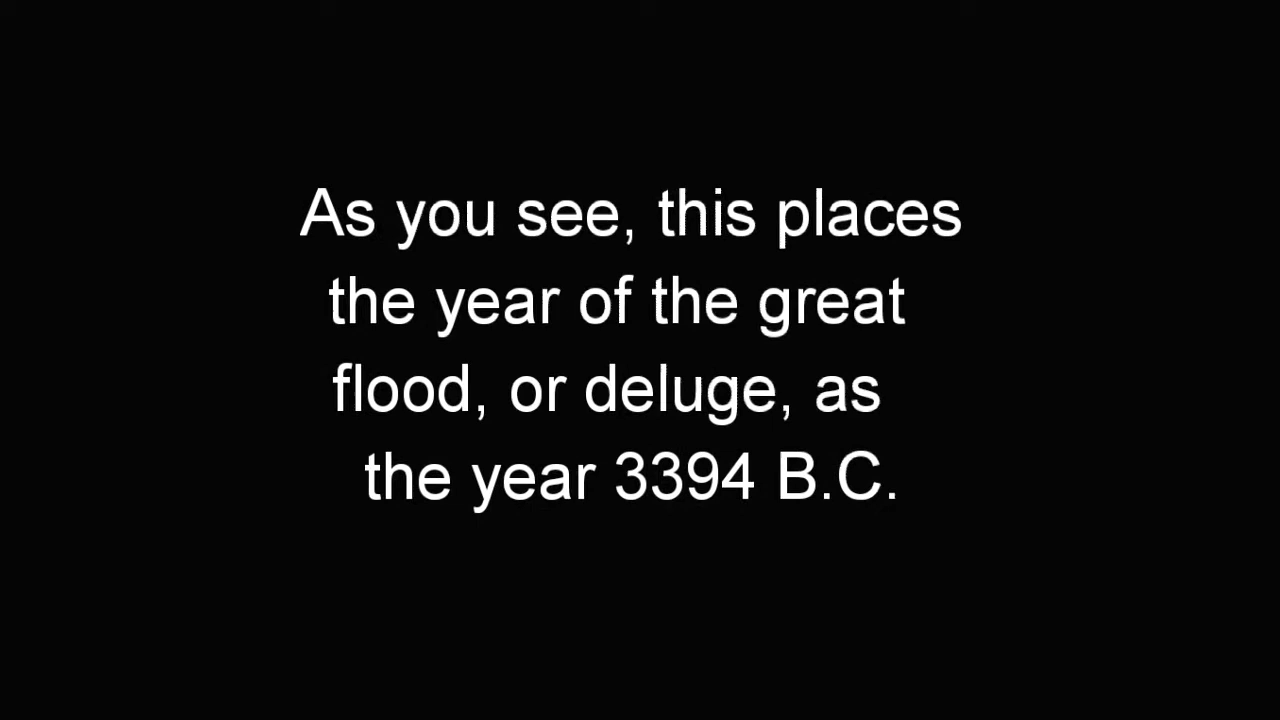 As you see, this places
the year of the great
flood, or deluge, as
the year 3394 B.C.